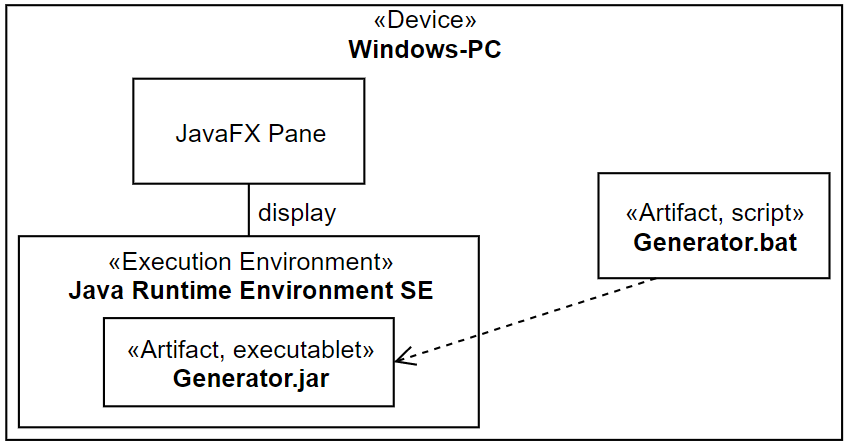 «Device»
Windows-PC
JavaFX Pane
display
«Artifact, script»
Generator.bat
«Execution Environment»
Java Runtime Environment SE
«Artifact, executablet»
Generator.jar